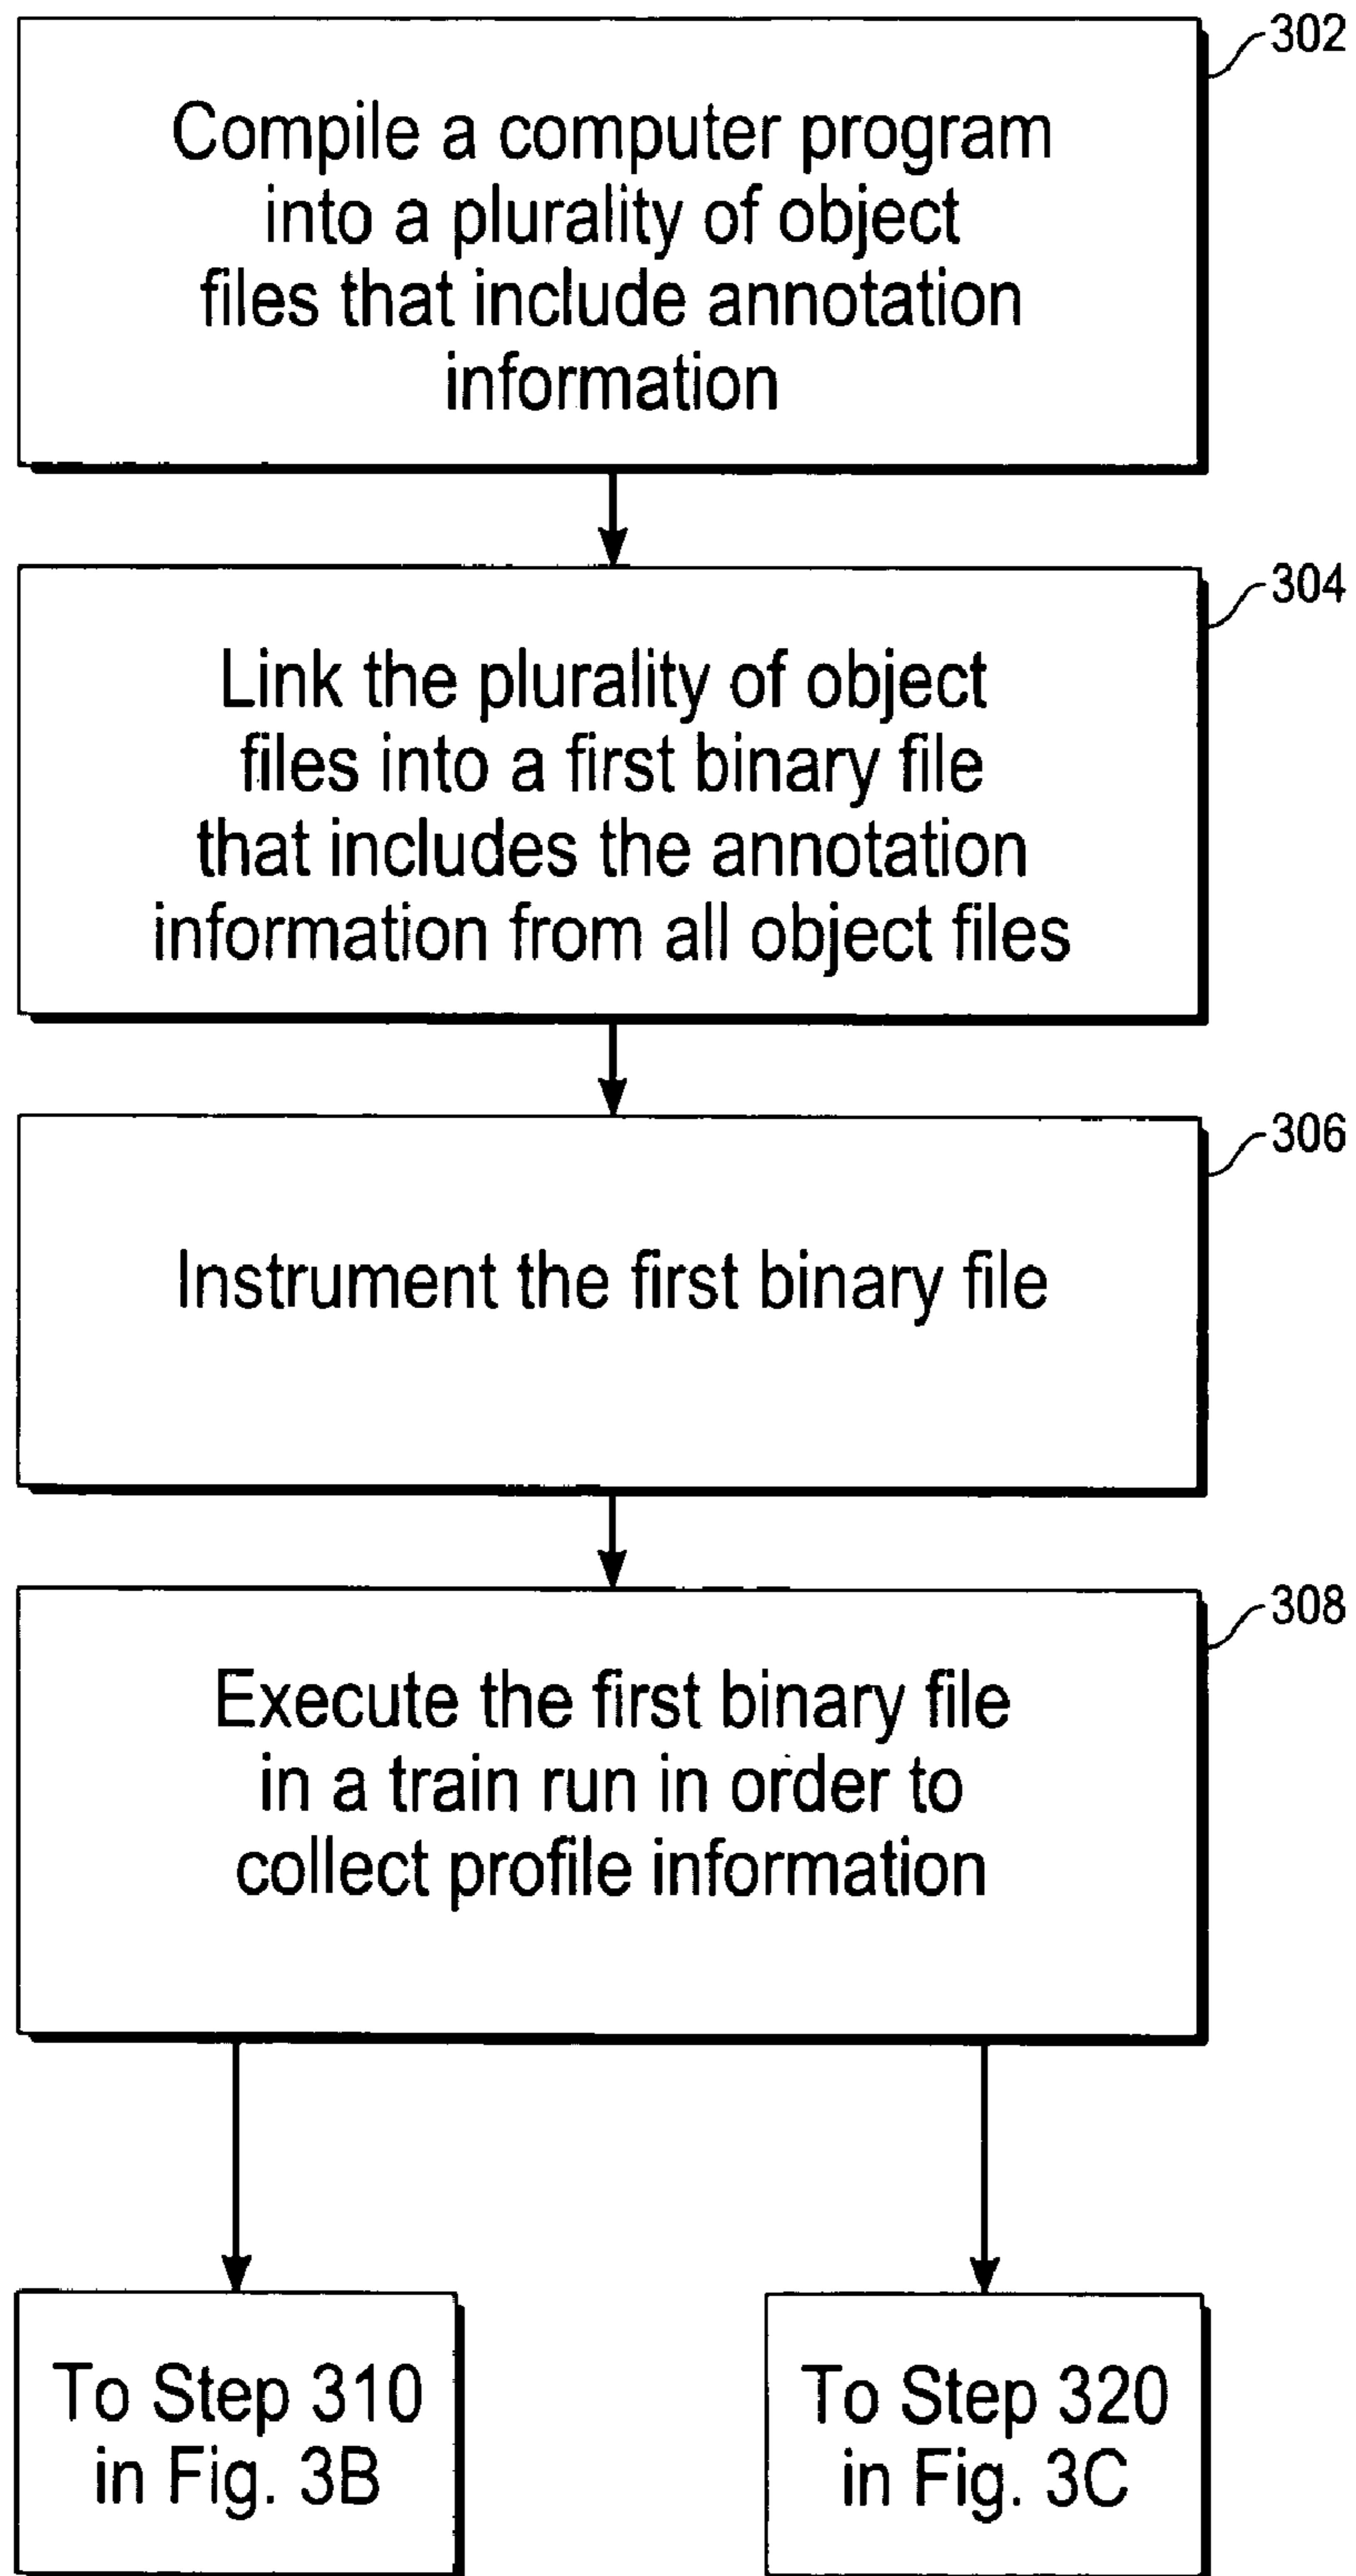 302
Compile a computer program
into a plurality of object
files that include annotation
information
304
Link the plurality of object
files into a first binary file
that includes the annotation
information from all object files
306
Instrument the first binary file
308
Execute the first binary file
in a train run in order to
collect profile information
To Step 310
in Fig. 3B
To Step 320
in Fig. 3C